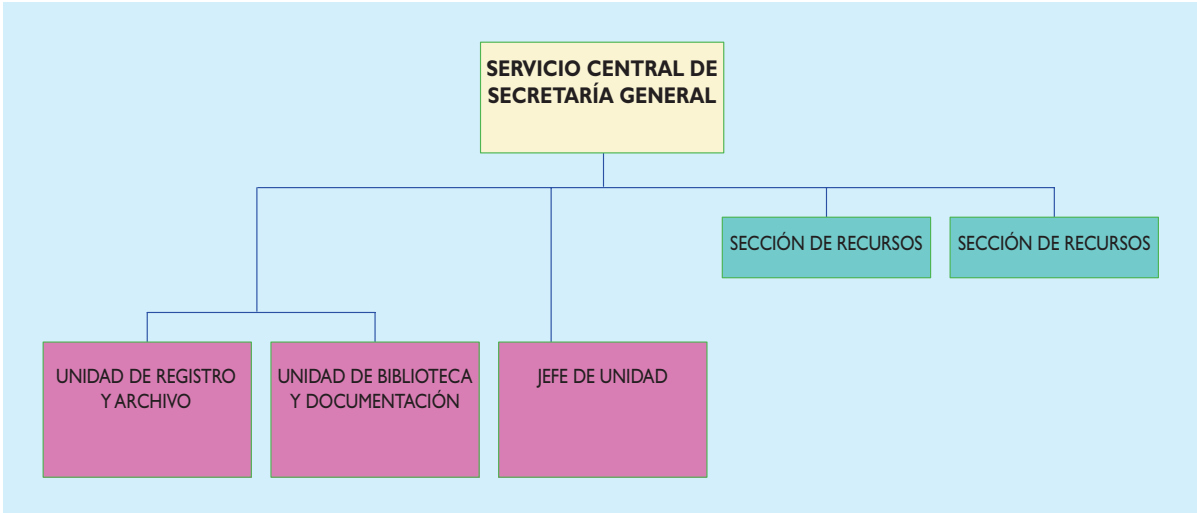 SERVICIO CENTRAL DE
SECRETARÍA GENERAL
SECCIÓN DE RECURSOS
SECCIÓN DE RECURSOS
UNIDAD DE REGISTRO
Y ARCHIVO
UNIDAD DE BIBLIOTECA
Y DOCUMENTACIÓN
JEFE DE UNIDAD